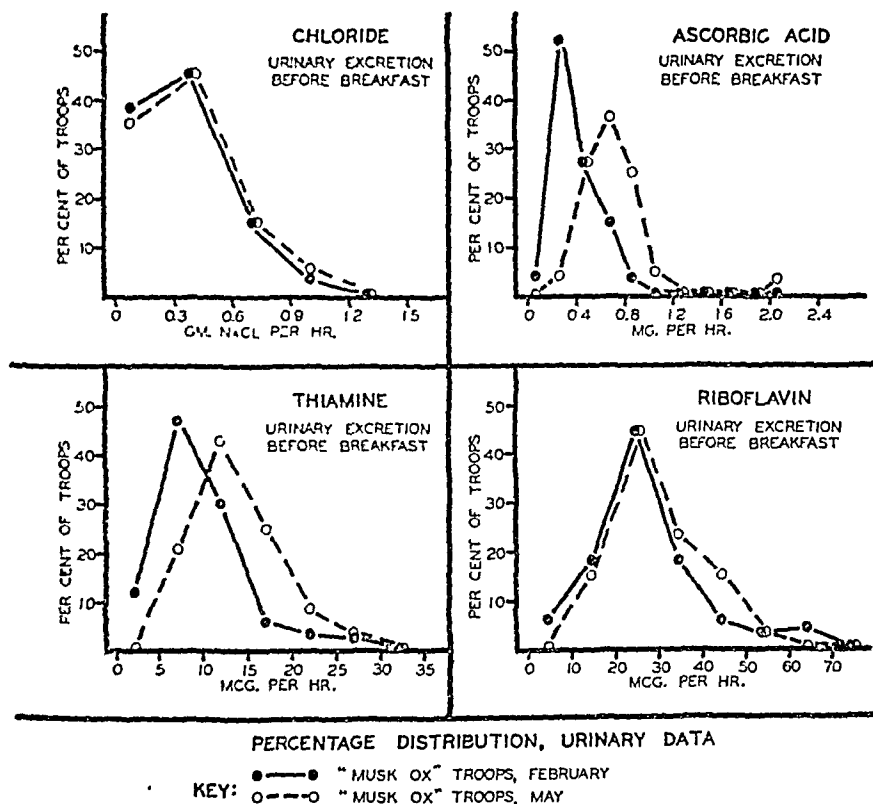 CHLORIDE
URINARY EXCRETION
BEFORE BREAKFAST
PER CENT OF TROOPS
50
40
30
20
10
0 0.3 0.6 0.9 1.2 1.5
GM. NACL PER HR.
ASCORBIC ACID
URINARY EXCRETION
BEFORE BREAKFAST
PER CENT OF TROOPS
50
40
30
20
10
0 0.4 0.8 1.2 1.6 2.0 2.4
MG. PER HR.
THIAMINE
URINARY EXCRETION
BEFORE BREAKFAST
PER CENT OF TROOPS
50
40
30
20
10
0 5 10 15 20 25 30 35
MCG. PER HR.
RIBOFLAVIN
URINARY EXCRETION
BEFORE BREAKFAST
PER CENT OF TROOPS
50
40
30
20
10
0 10 20 30 40 50 60 70
MCG. PER HR.
PERCENTAGE DISTRIBUTION, URINARY DATA
KEY:
"MUSK OX" TROOPS, FEBRUARY
"MUSK OX" TROOPS, MAY